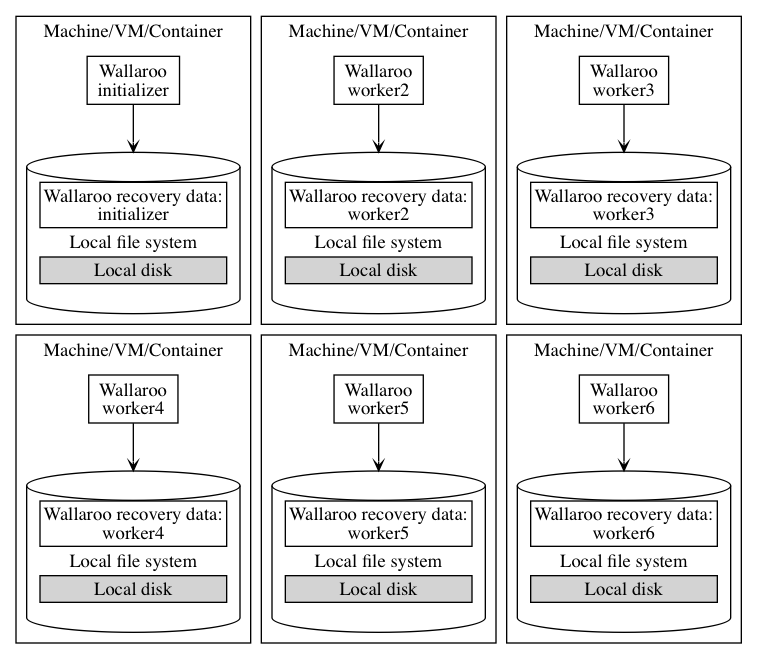 Machine/VM/Container
Wallaroo
initializer
Wallaroo recovery data:
initializer
Local file system
Local disk
Machine/VM/Container
Wallaroo
worker2
Wallaroo recovery data:
worker2
Local file system
Local disk
Machine/VM/Container
Wallaroo
worker3
Wallaroo recovery data:
worker3
Local file system
Local disk
Machine/VM/Container
Wallaroo
worker4
Wallaroo recovery data:
worker4
Local file system
Local disk
Machine/VM/Container
Wallaroo
worker5
Wallaroo recovery data:
worker5
Local file system
Local disk
Machine/VM/Container
Wallaroo
worker6
Wallaroo recovery data:
worker6
Local file system
Local disk